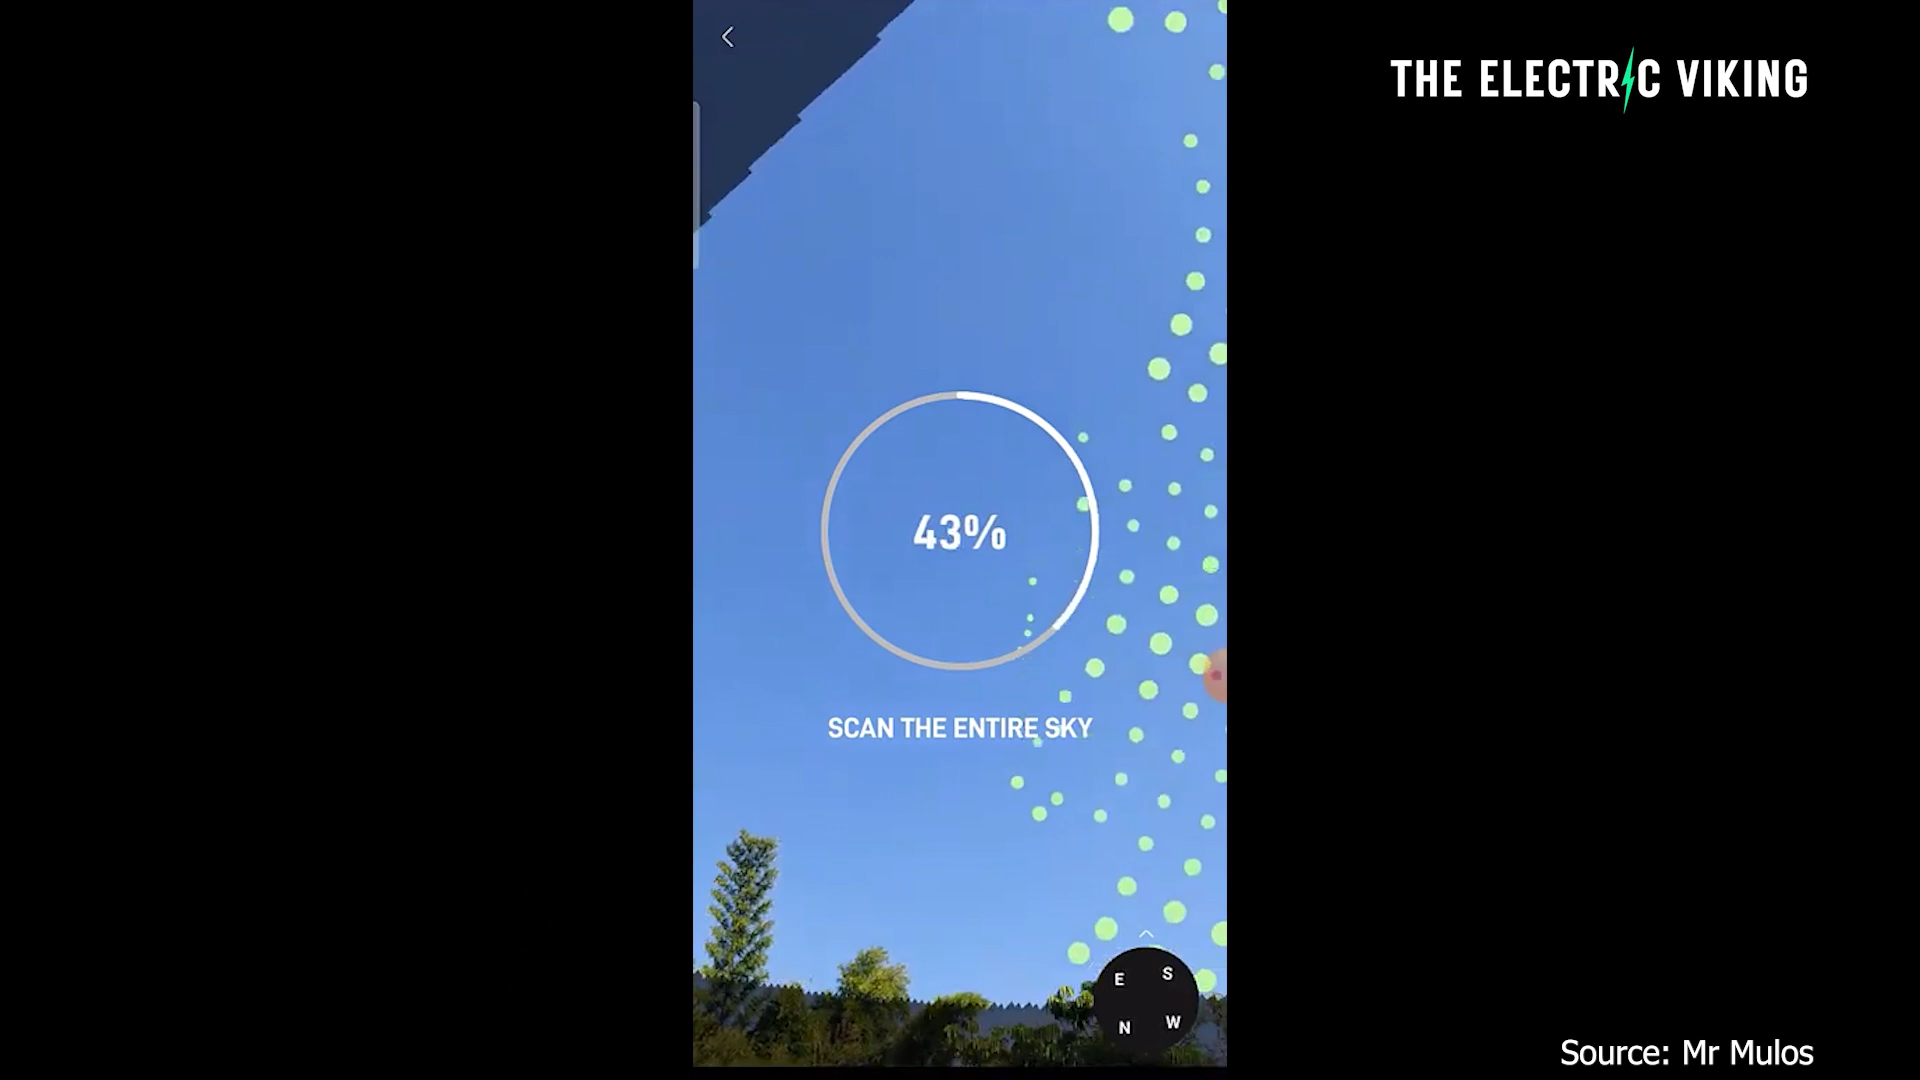 THE ELECTRIC VIKING
43%
SCAN THE ENTIRE SKY
E S
N W
Source: Mr Mulos